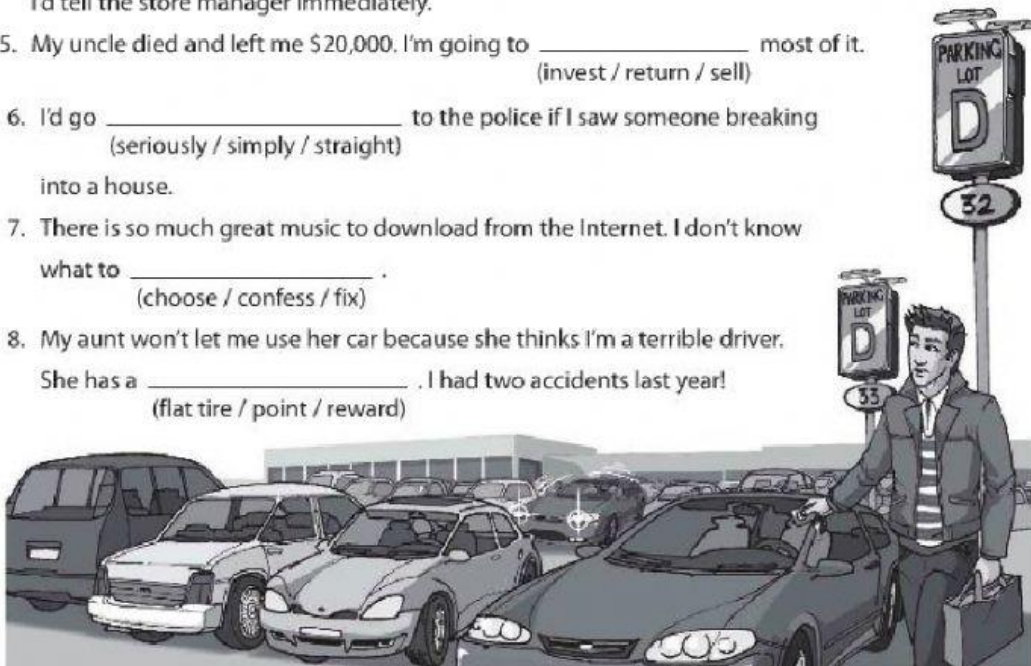 I'd tell the store manager immediately.
5. My uncle died and left me $20,000. I'm going to ____________ most of it.
(invest / return / sell)
6. I'd go ____________ to the police if I saw someone breaking
(seriously / simply / straight)
into a house.
7. There is so much great music to download from the Internet. I don't know
what to ____________ .
(choose / confess / fix)
8. My aunt won't let me use her car because she thinks I'm a terrible driver.
She has a ____________ . I had two accidents last year!
(flat tire / point / reward)
PARKING
LOT
D
32
PARKING
LOT
D
33